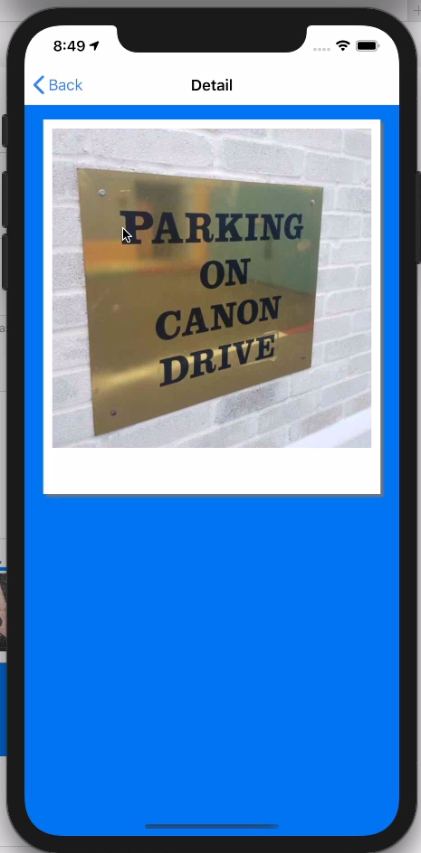 8:49
Back
Detail
PARKING
ON
CANON
DRIVE